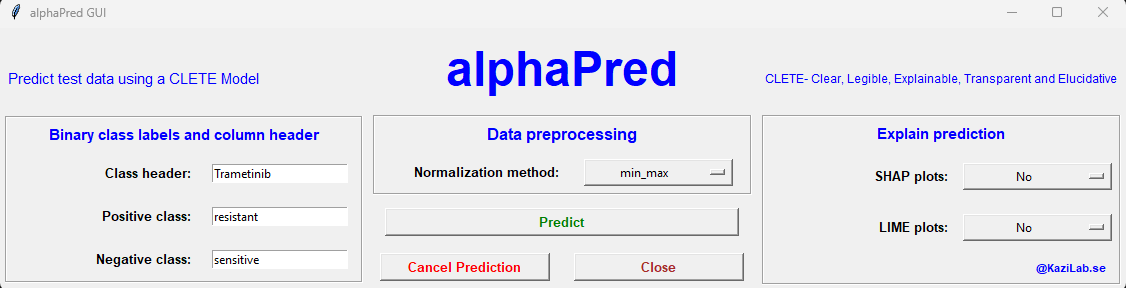 alphaPred GUI
alphaPred
Predict test data using a CLETE Model
CLETE- Clear, Legible, Explainable, Transparent and Elucidative
Binary class labels and column header
Class header: Trametinib
Positive class: resistant
Negative class: sensitive
Data preprocessing
Normalization method: min_max
Predict
Cancel Prediction Close
Explain prediction
SHAP plots: No
LIME plots: No
@KaziLab.se